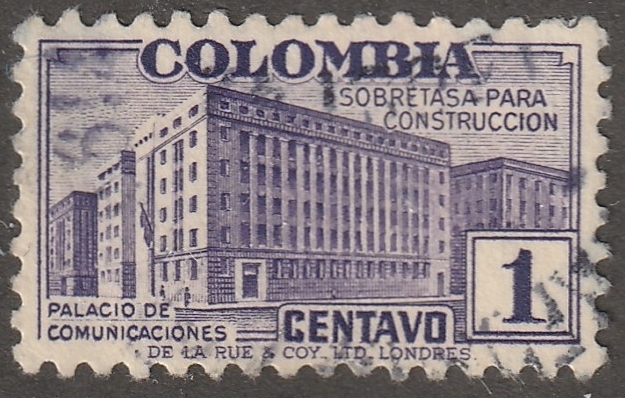 COLOMBIA
SOBRETASA PARA
CONSTRUCCION
1
PALACIO DE
COMUNICACIONES
CENTAVO
DE LA RUE & COY. LTD. LONDRES.